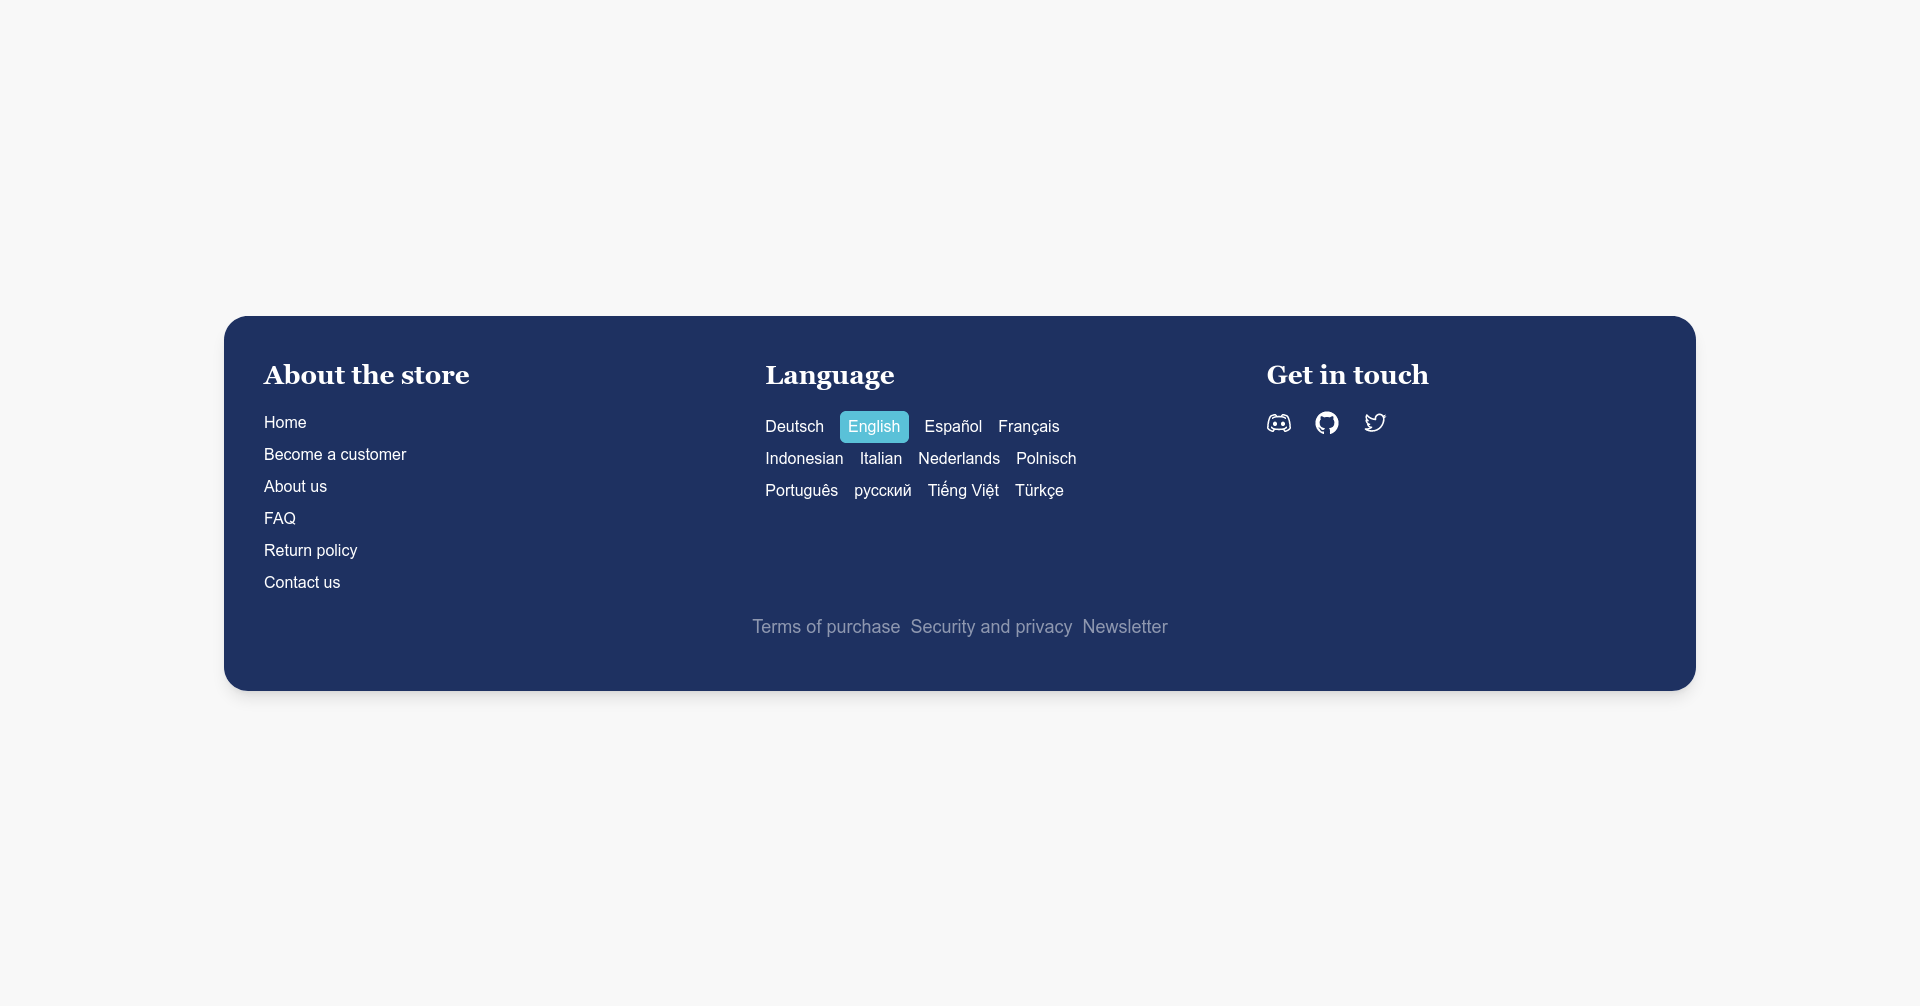 About the store
Home
Become a customer
About us
FAQ
Return policy
Contact us
Language
Deutsch English Español Français
Indonesian Italian Nederlands Polnisch
Português русский Tiếng Việt Türkçe
Get in touch
Terms of purchase Security and privacy Newsletter